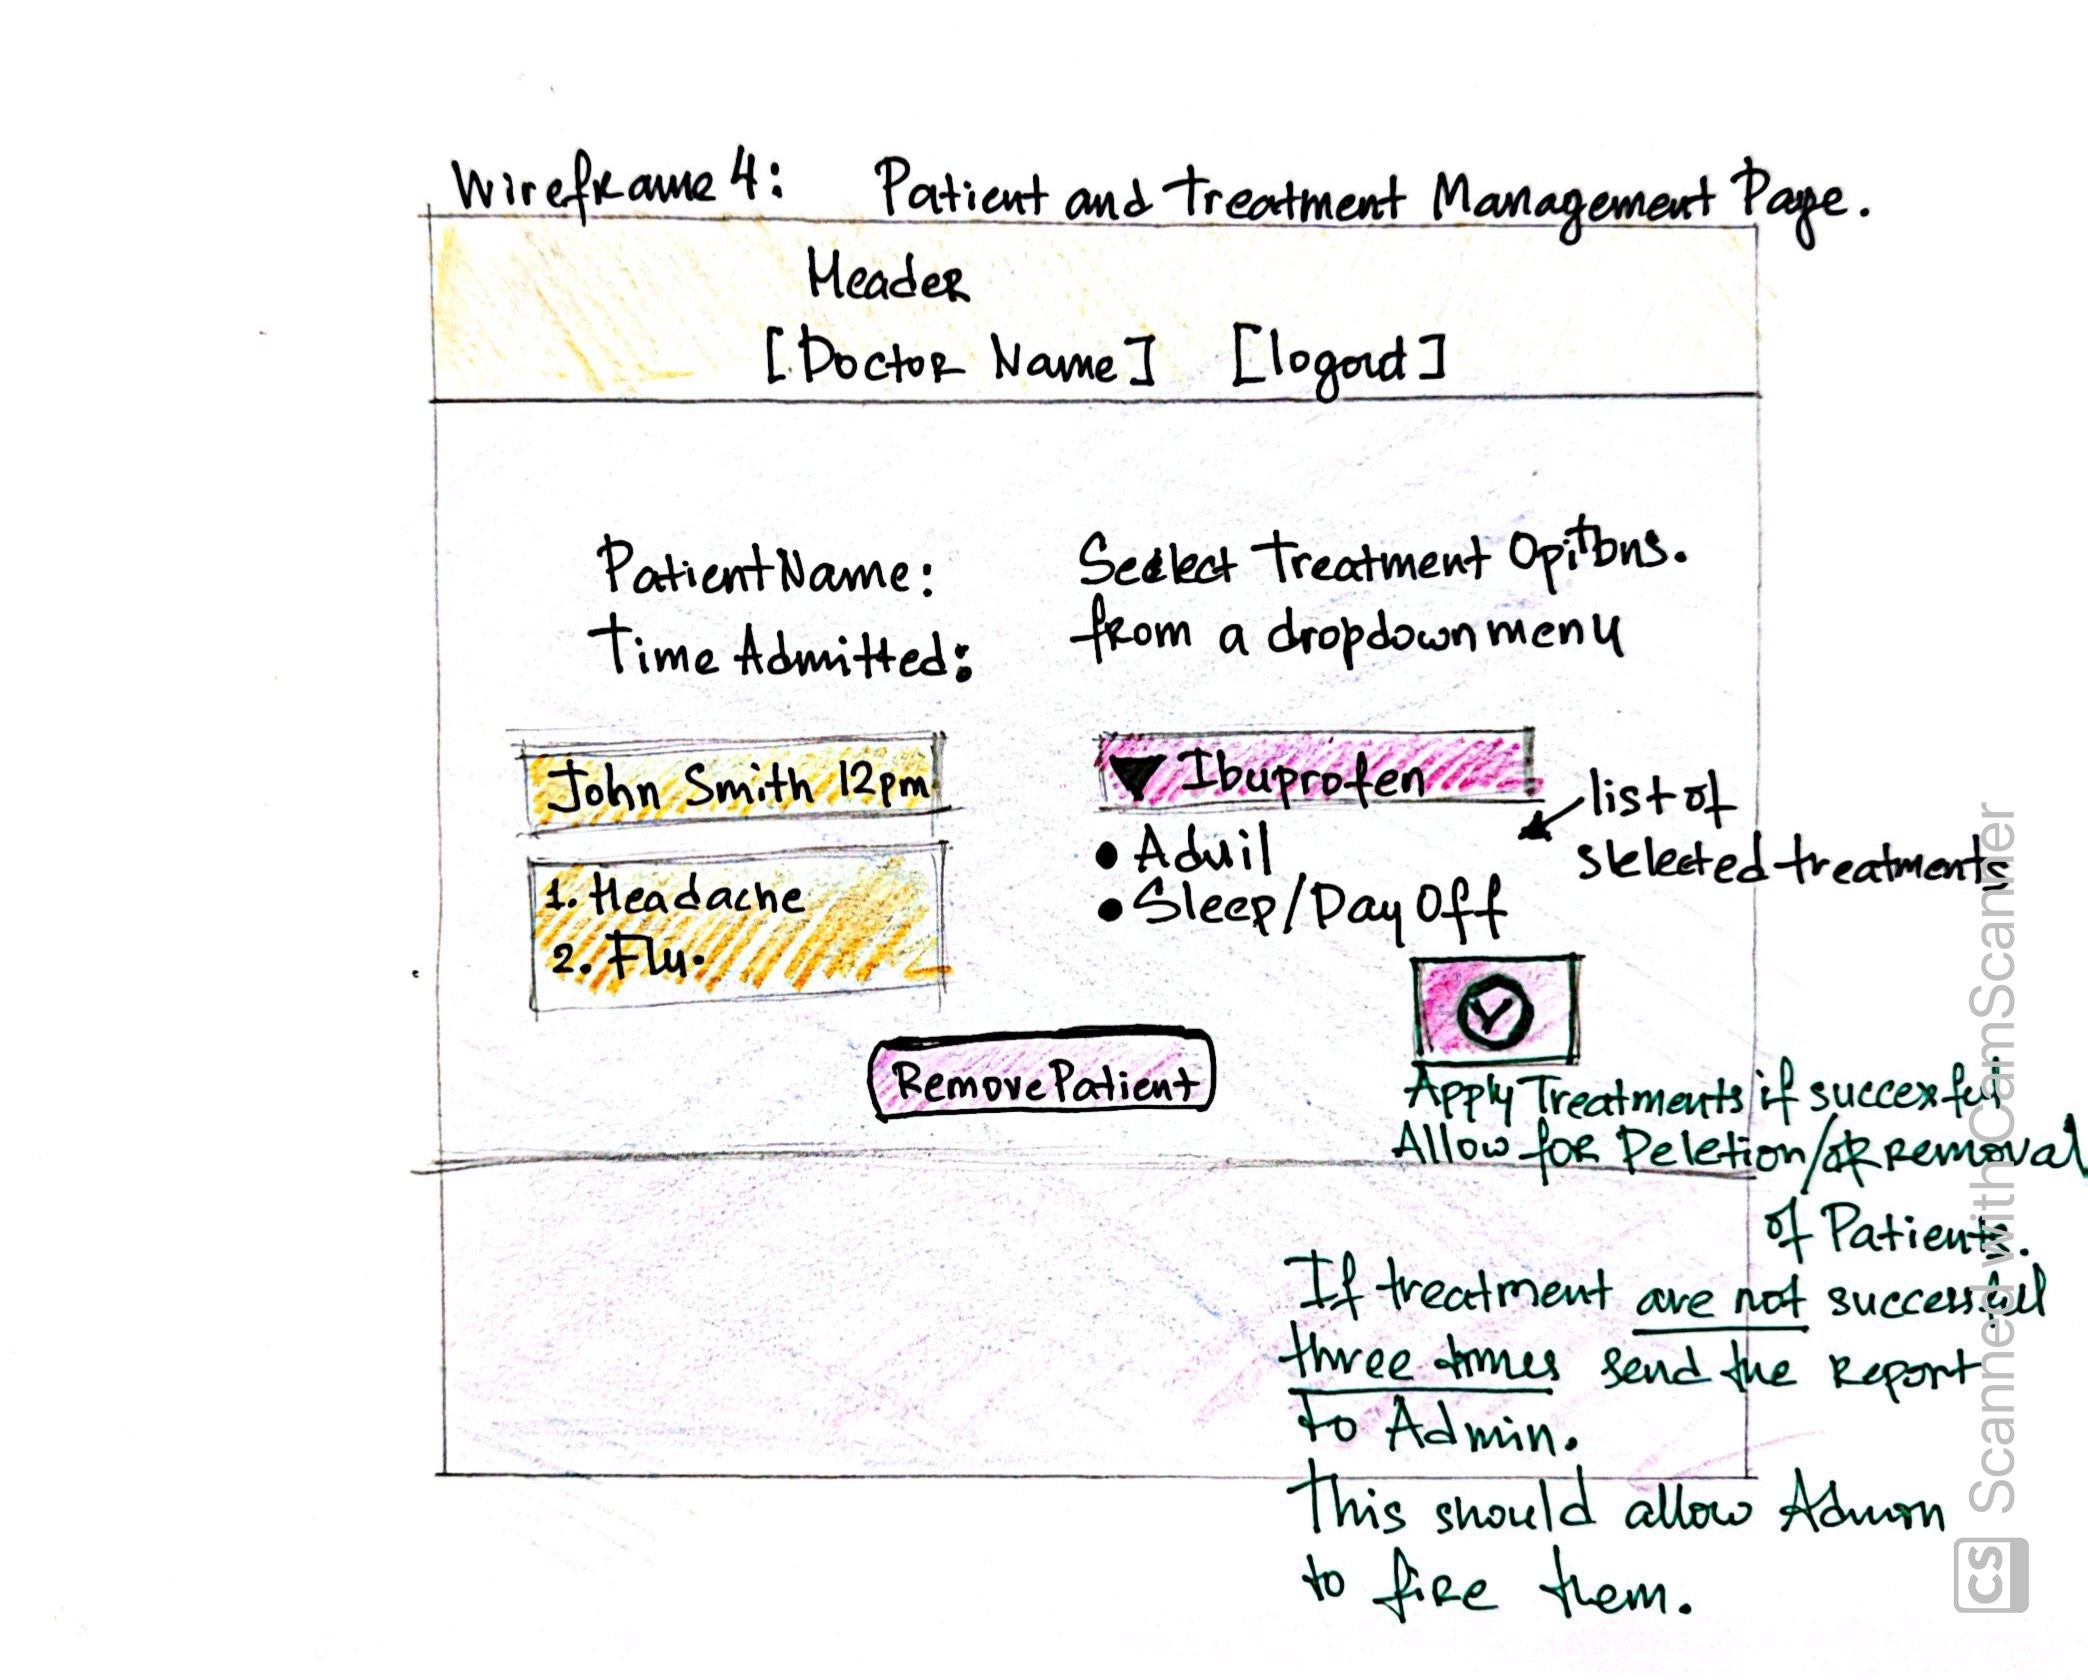 Wireframe 4: Patient and Treatment Management Page.
Header
[Doctor Name] [logout]
Patient Name:
Time Admitted:
Select Treatment Opitbns.
from a dropdown menu
John Smith 12pm
1. Headache
2. Flu.
▼ Ibuprofen
• Advil
• Sleep/Day Off
list of
selected treatments
Remove Patient
Apply Treatments if succesful
Allow for Deletion/or removal
of Patients.
If treatment are not successful
three times send the report
to Admin.
This should allow Admin
to fire them.
CS Scanned with CamScanner